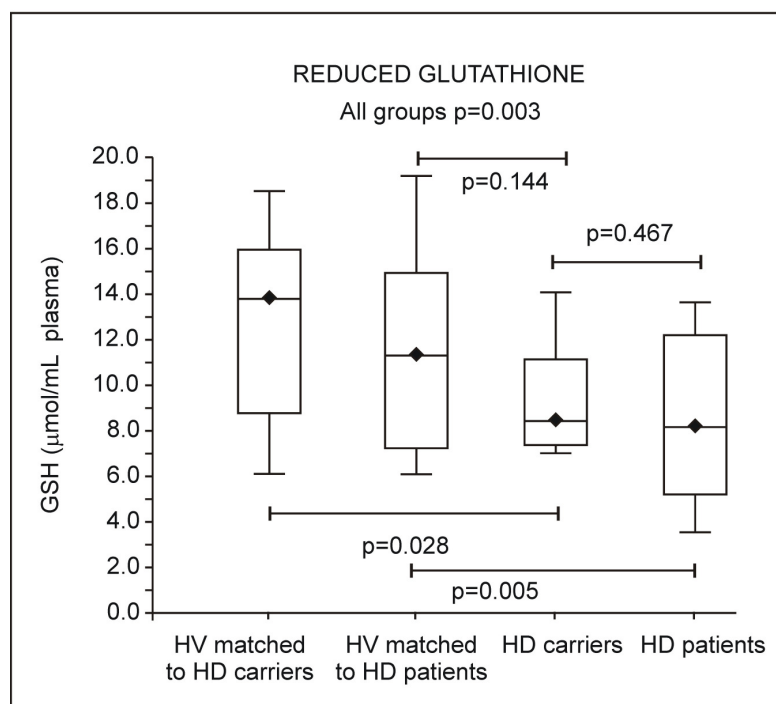 REDUCED GLUTATHIONE
All groups p=0.003
20.0
18.0
16.0
14.0
12.0
10.0
8.0
6.0
4.0
2.0
0.0
GSH (μmol/mL plasma)
p=0.144
p=0.467
p=0.028
p=0.005
HV matched
to HD carriers
HV matched
to HD patients
HD carriers
HD patients